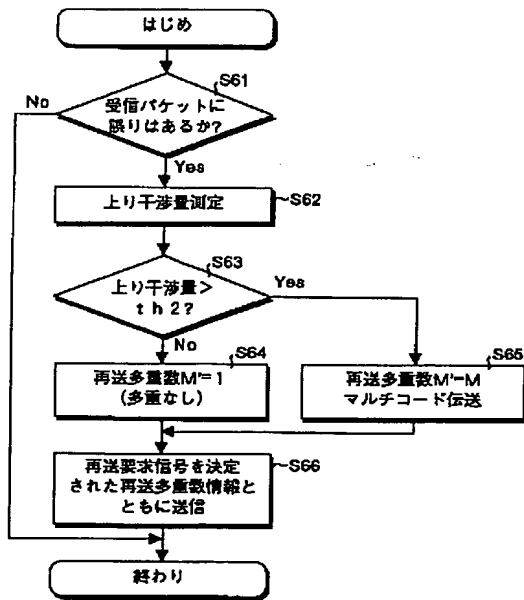 はじめ
S61
No
受信パケットに
誤りはあるか?
Yes
上り干渉量測定
S62
S63
上り干渉量>
th2?
Yes
No
S64
再送多重数M'=1
(多重なし)
S65
再送多重数M'=M
マルチコード伝送
再送要求信号を決定
された再送多重数情報と
ともに送信
S66
終わり